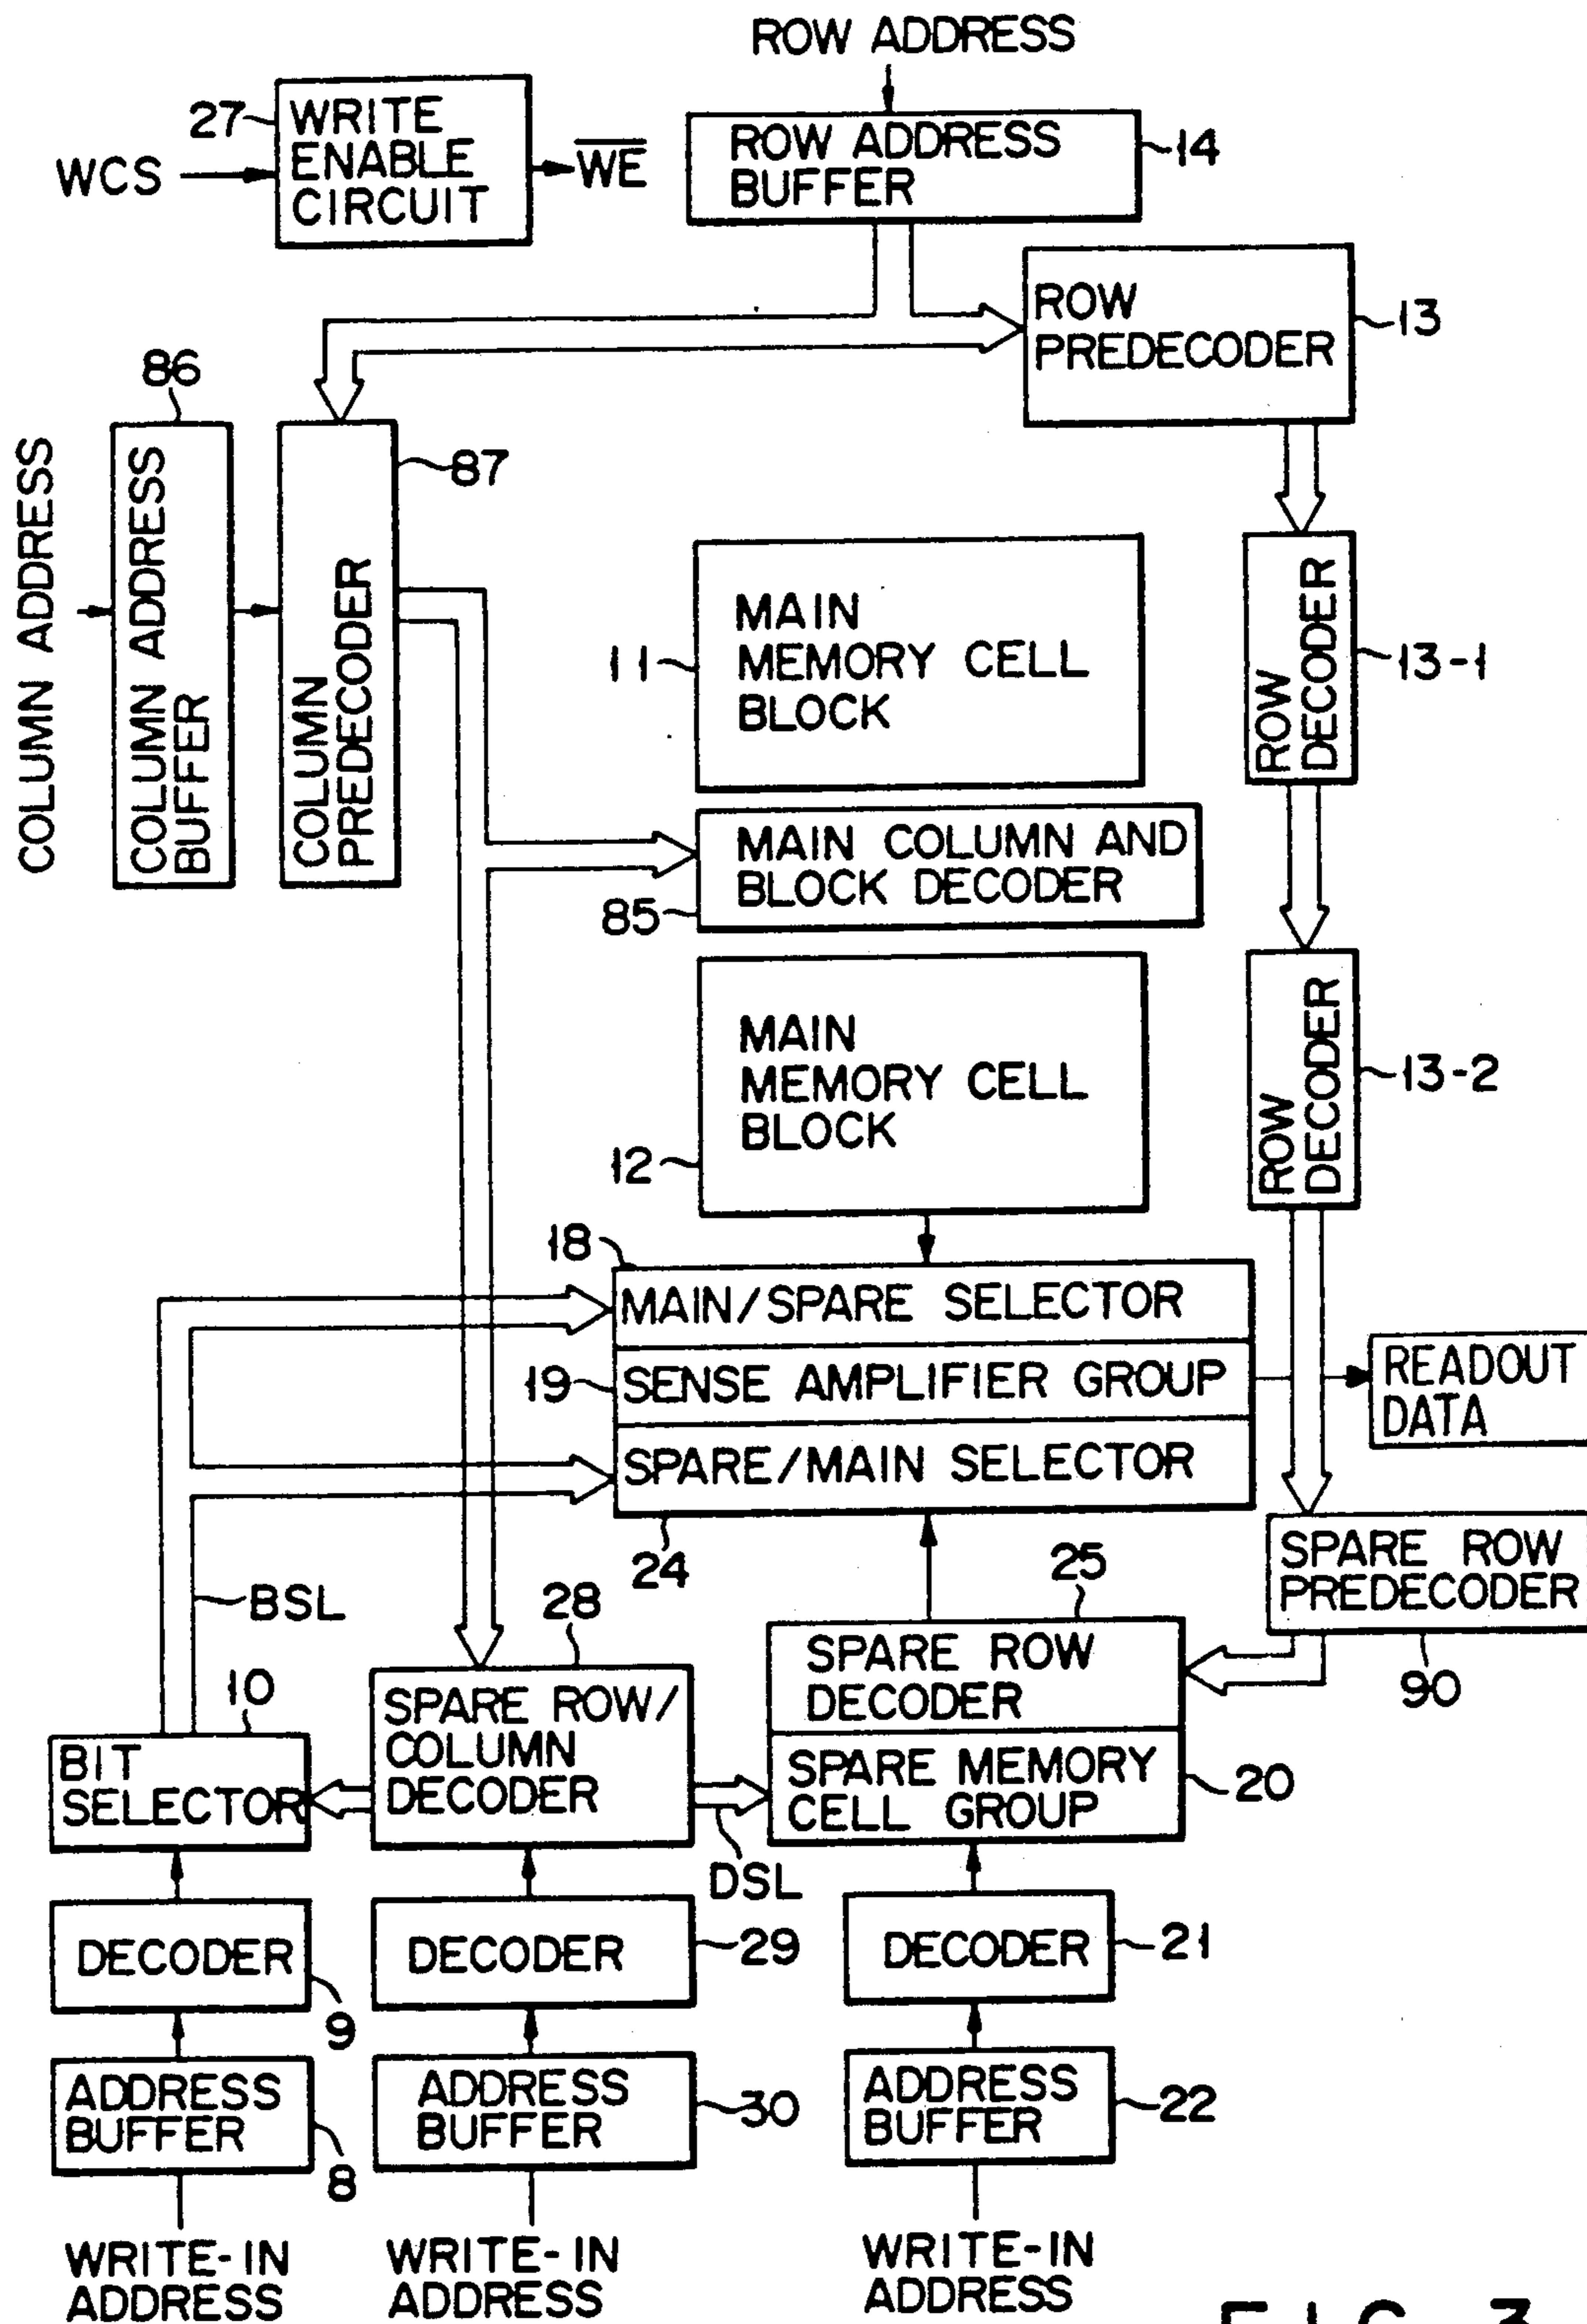 ROW ADDRESS
27
WRITE
ENABLE
CIRCUIT
WCS
WE
ROW ADDRESS
BUFFER
14
ROW
PREDECODER
13
86
87
COLUMN ADDRESS
COLUMN ADDRESS
BUFFER
COLUMN
PREDECODER
MAIN
MEMORY CELL
BLOCK
11
ROW
DECODER
13-1
MAIN COLUMN AND
BLOCK DECODER
85
MAIN
MEMORY CELL
BLOCK
12
ROW
DECODER
13-2
18
MAIN/SPARE SELECTOR
19
SENSE AMPLIFIER GROUP
READOUT
DATA
SPARE/MAIN SELECTOR
24
25
SPARE ROW
PREDECODER
90
BSL
28
10
SPARE ROW/
COLUMN
DECODER
SPARE ROW
DECODER
BIT
SELECTOR
SPARE MEMORY
CELL GROUP
20
DSL
DECODER
9
DECODER
29
DECODER
21
ADDRESS
BUFFER
8
ADDRESS
BUFFER
30
ADDRESS
BUFFER
22
WRITE-IN
ADDRESS
WRITE-IN
ADDRESS
WRITE-IN
ADDRESS